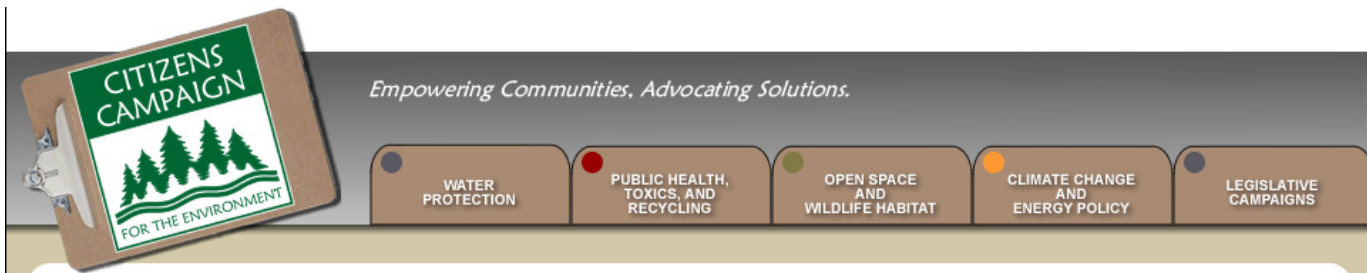 CITIZENS
CAMPAIGN
FOR THE ENVIRONMENT
Empowering Communities, Advocating Solutions.
WATER
PROTECTION
PUBLIC HEALTH,
TOXICS, AND
RECYCLING
OPEN SPACE
AND
WILDLIFE HABITAT
CLIMATE CHANGE
AND
ENERGY POLICY
LEGISLATIVE
CAMPAIGNS